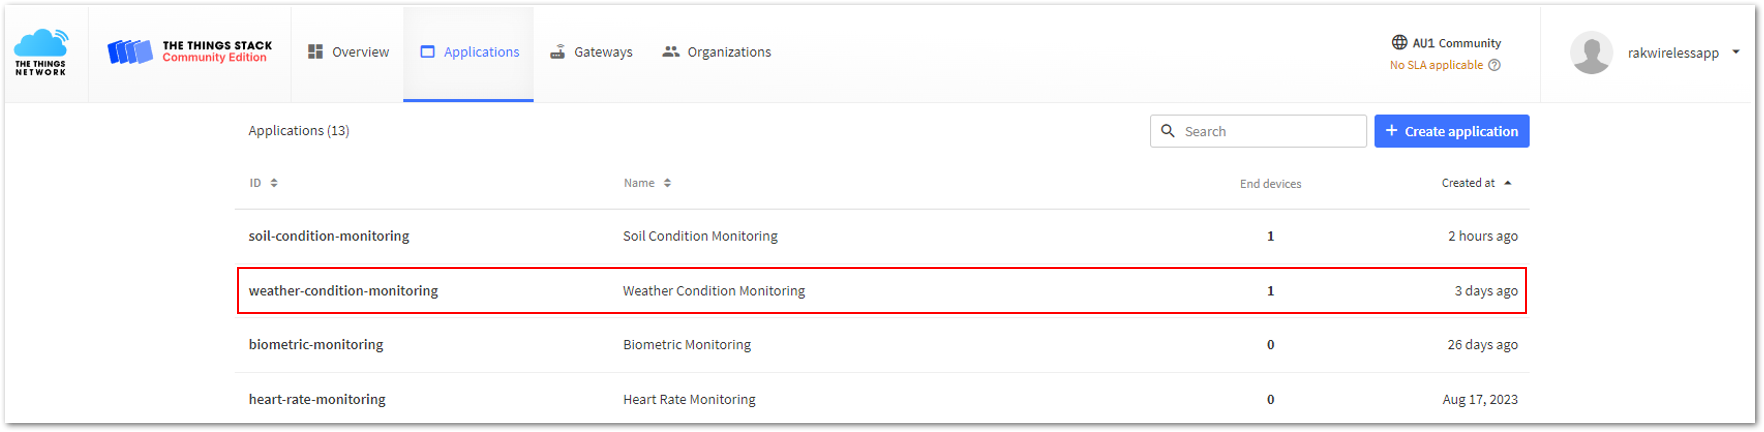 THE THINGS NETWORK
THE THINGS STACK
Community Edition
Overview
Applications
Gateways
Organizations
AU1 Community
No SLA applicable
rakwirelessapp
Applications (13)
Search
+ Create application
ID Name End devices Created at
soil-condition-monitoring Soil Condition Monitoring 1 2 hours ago
weather-condition-monitoring Weather Condition Monitoring 1 3 days ago
biometric-monitoring Biometric Monitoring 0 26 days ago
heart-rate-monitoring Heart Rate Monitoring 0 Aug 17, 2023